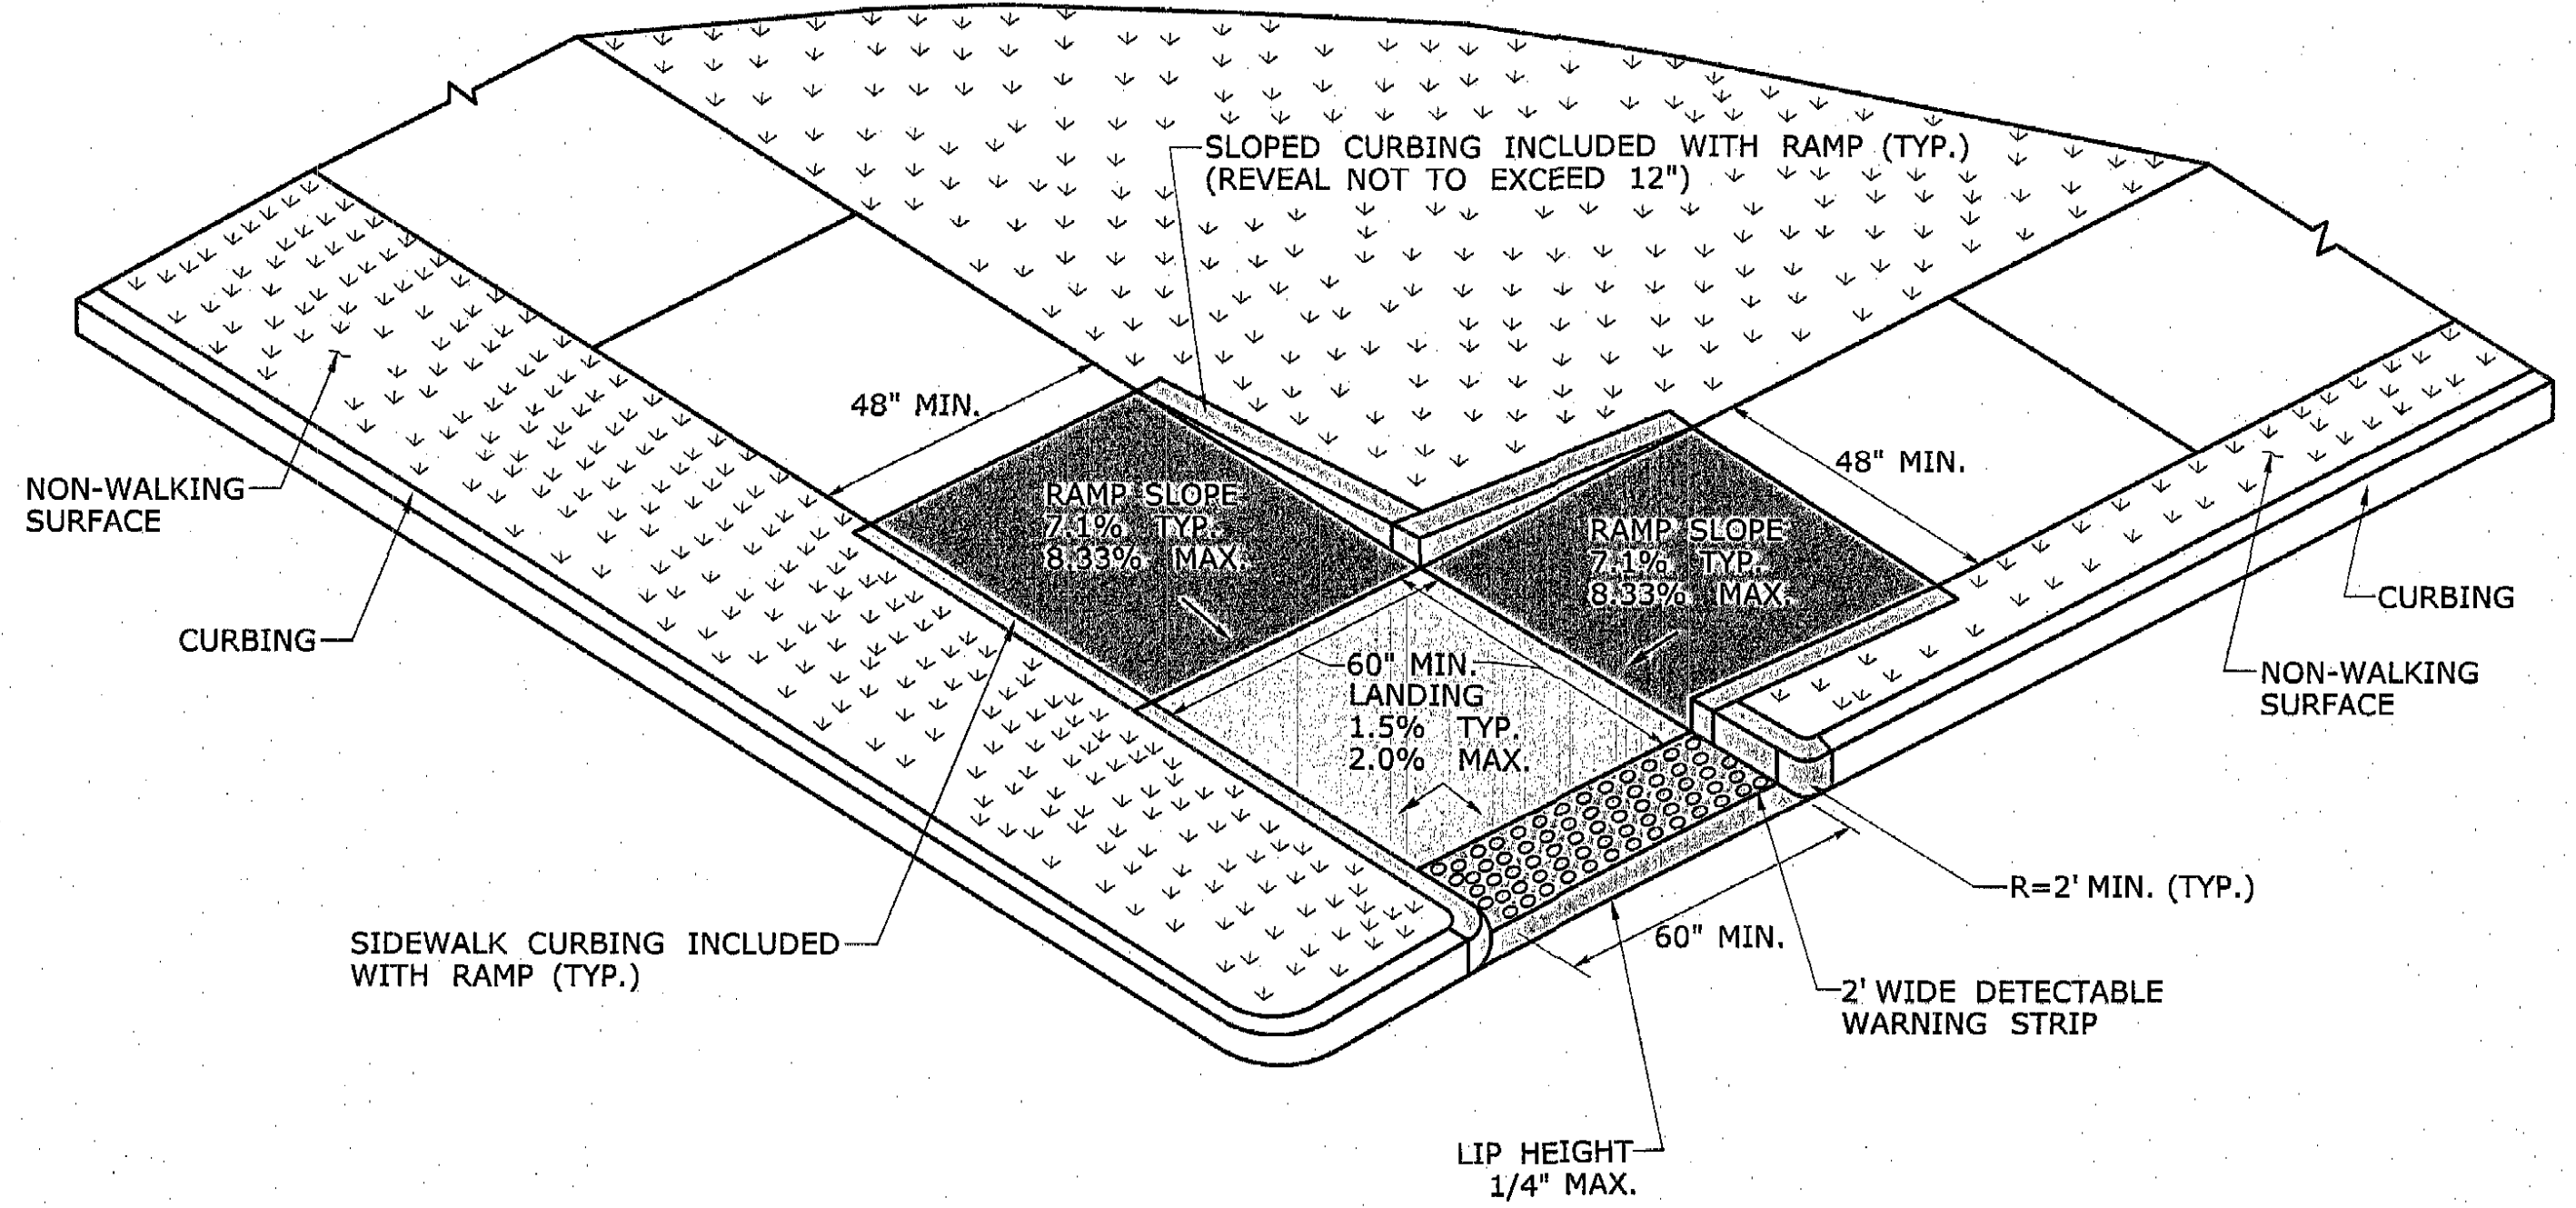 SLOPED CURBING INCLUDED WITH RAMP (TYP.)
(REVEAL NOT TO EXCEED 12")
48" MIN.
48" MIN.
NON-WALKING
SURFACE
RAMP SLOPE
7.1% TYP.
8.33% MAX.
RAMP SLOPE
7.1% TYP.
8.33% MAX.
CURBING
CURBING
60" MIN.
LANDING
1.5% TYP.
2.0% MAX.
NON-WALKING
SURFACE
R=2' MIN. (TYP.)
SIDEWALK CURBING INCLUDED
WITH RAMP (TYP.)
60" MIN.
2' WIDE DETECTABLE
WARNING STRIP
LIP HEIGHT
1/4" MAX.